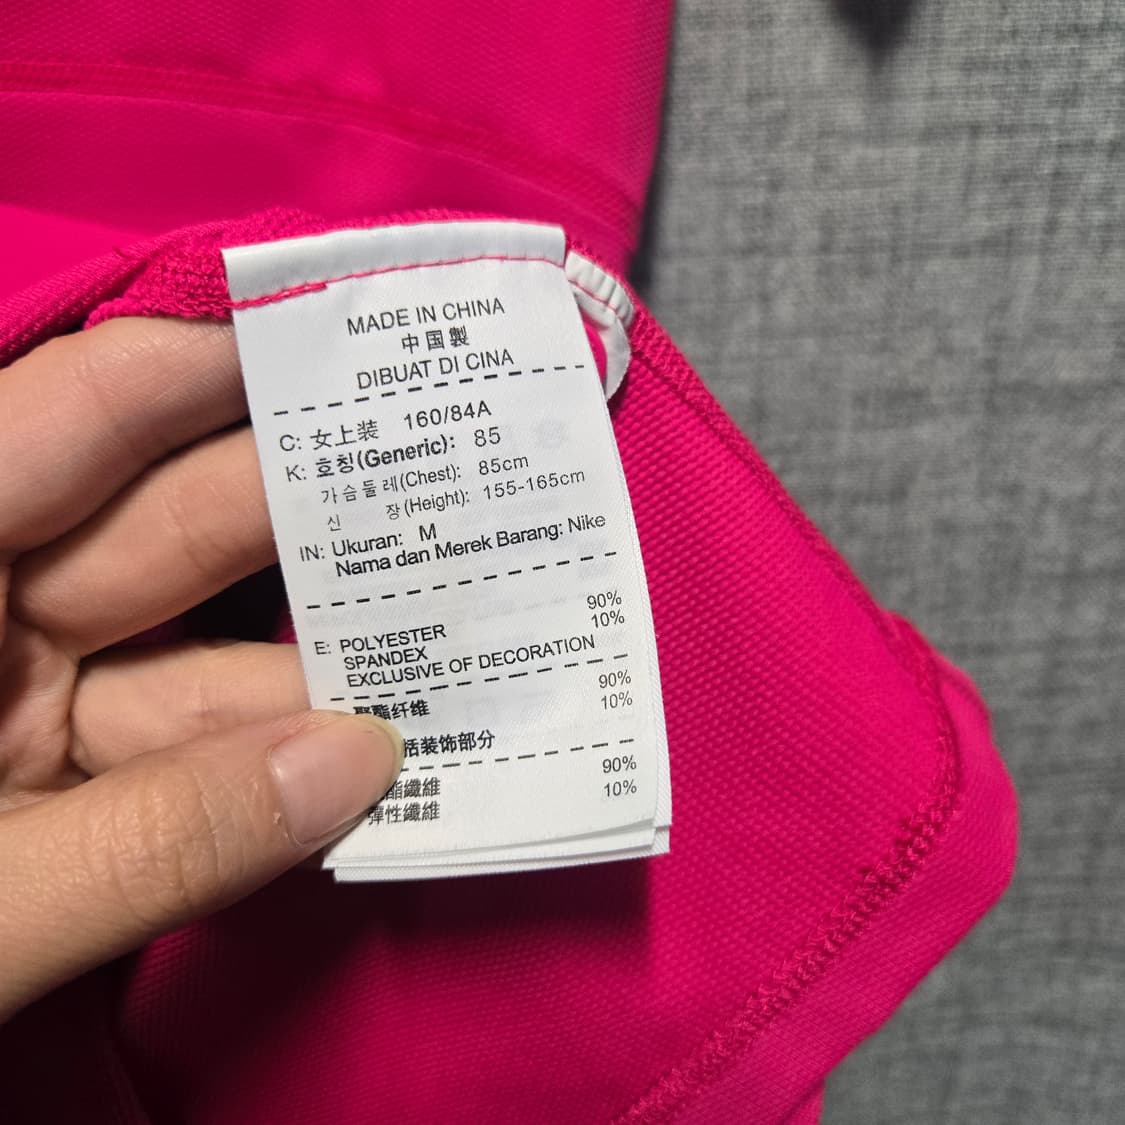 MADE IN CHINA
中国製
DIBUAT DI CINA
C: 女上装 160/84A
K: 호칭(Generic): 85
가슴둘레(Chest): 85cm
신 장(Height): 155-165cm
IN: Ukuran: M
Nama dan Merek Barang: Nike
90%
E: POLYESTER 10%
SPANDEX
EXCLUSIVE OF DECORATION
聚酯纤维 90%
10%
括装饰部分
酯纖維 90%
彈性纖維 10%